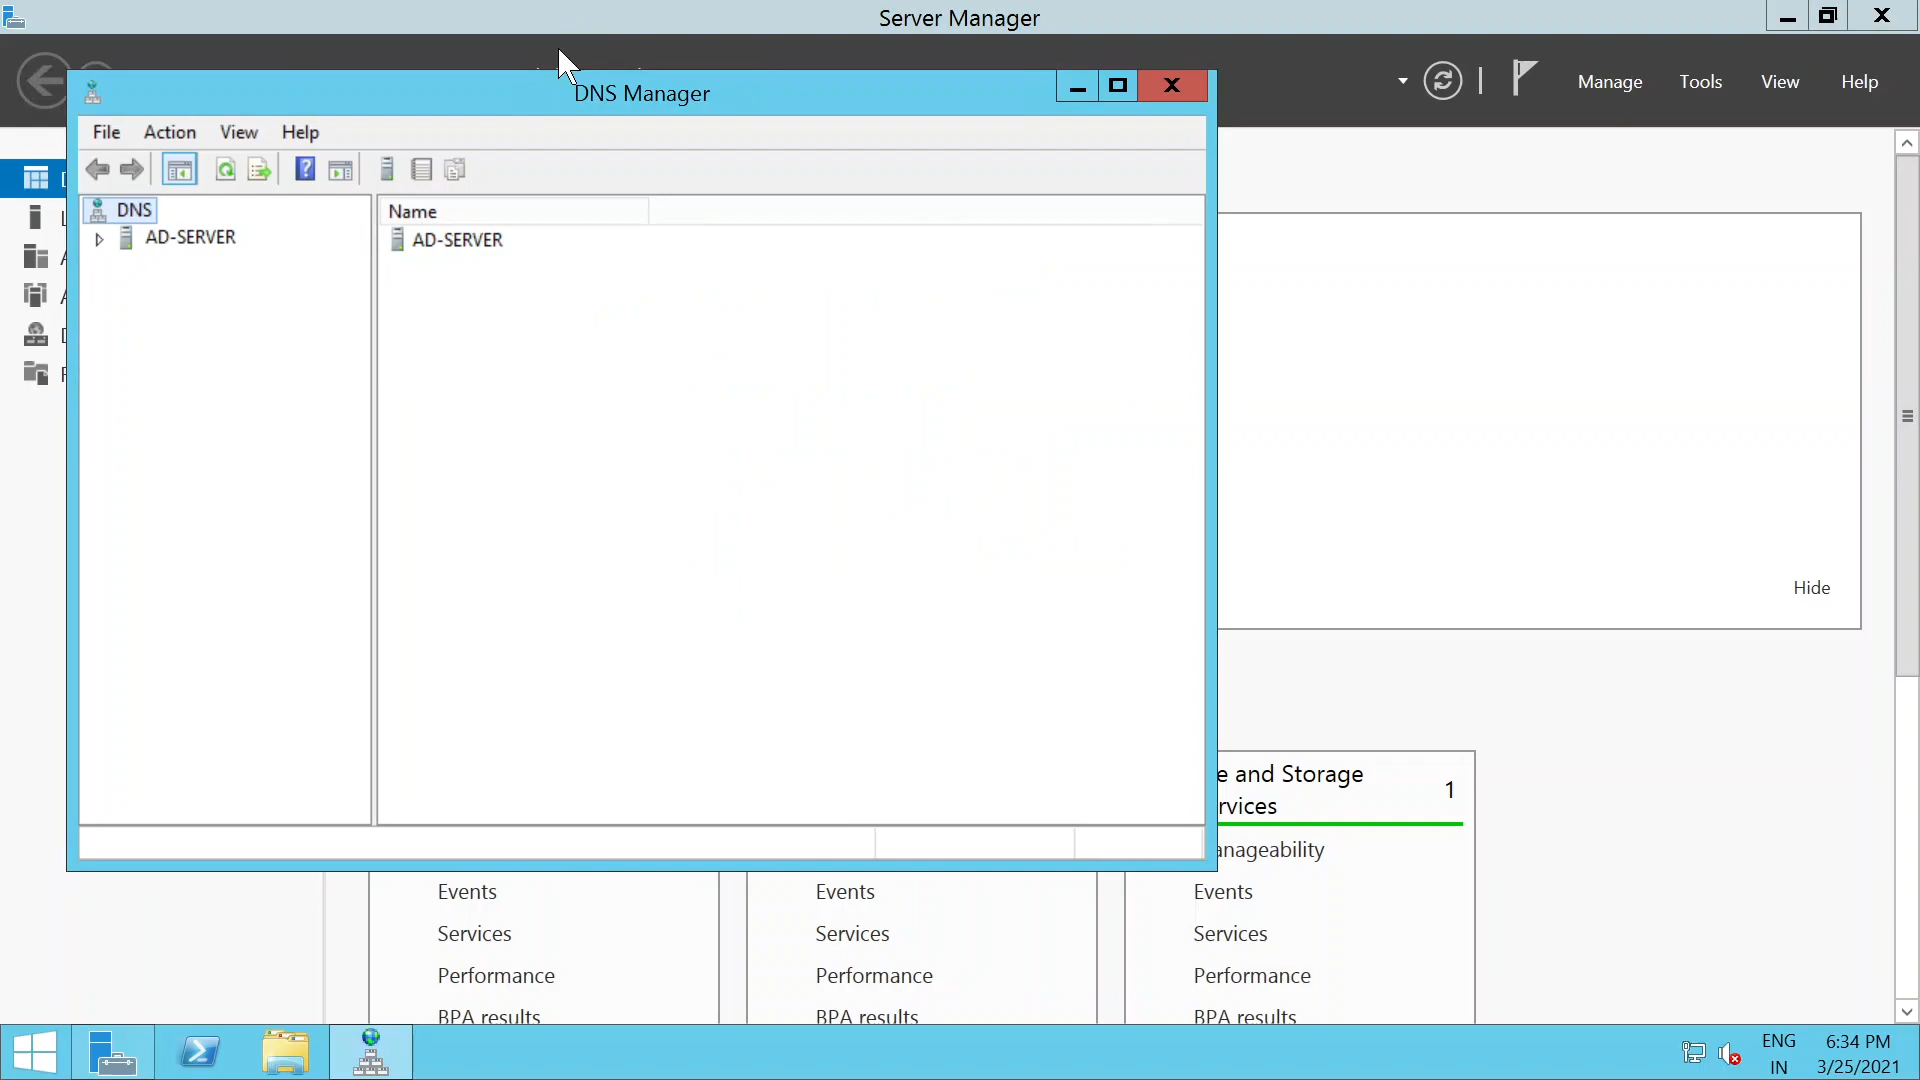 Server Manager
Manage
Tools
View
Help
DNS Manager
File
Action
View
Help
DNS
AD-SERVER
Name
AD-SERVER
D
L
A
A
D
F
Hide
e and Storage
rvices
1
anageability
Events
Services
Performance
BPA results
Events
Services
Performance
BPA results
Events
Services
Performance
BPA results
ENG
IN
6:34 PM
3/25/2021